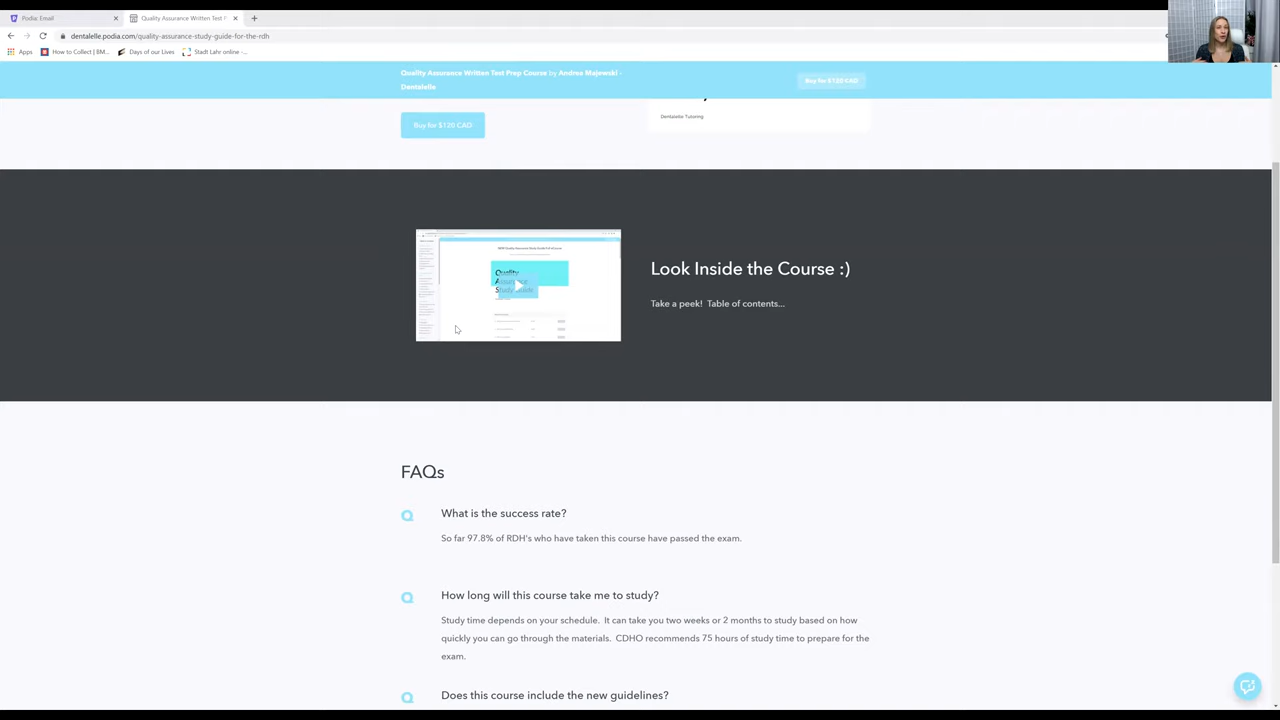 Podia: Email
Quality Assurance Written Test P
dentalelle.podia.com/quality-assurance-study-guide-for-the-rdh
Apps
How to Collect | BM...
Days of our Lives
Stadt Lahr online -...
Quality Assurance Written Test Prep Course by Andrea Majewski -
Dentalelle
Buy for $120 CAD
Buy for $120 CAD
Dentalelle Tutoring
Quality
Assurance
Study Guide
Look Inside the Course :)
Take a peek! Table of contents...
FAQs
Q
What is the success rate?
So far 97.8% of RDH's who have taken this course have passed the exam.
Q
How long will this course take me to study?
Study time depends on your schedule. It can take you two weeks or 2 months to study based on how
quickly you can go through the materials. CDHO recommends 75 hours of study time to prepare for the
exam.
Q
Does this course include the new guidelines?